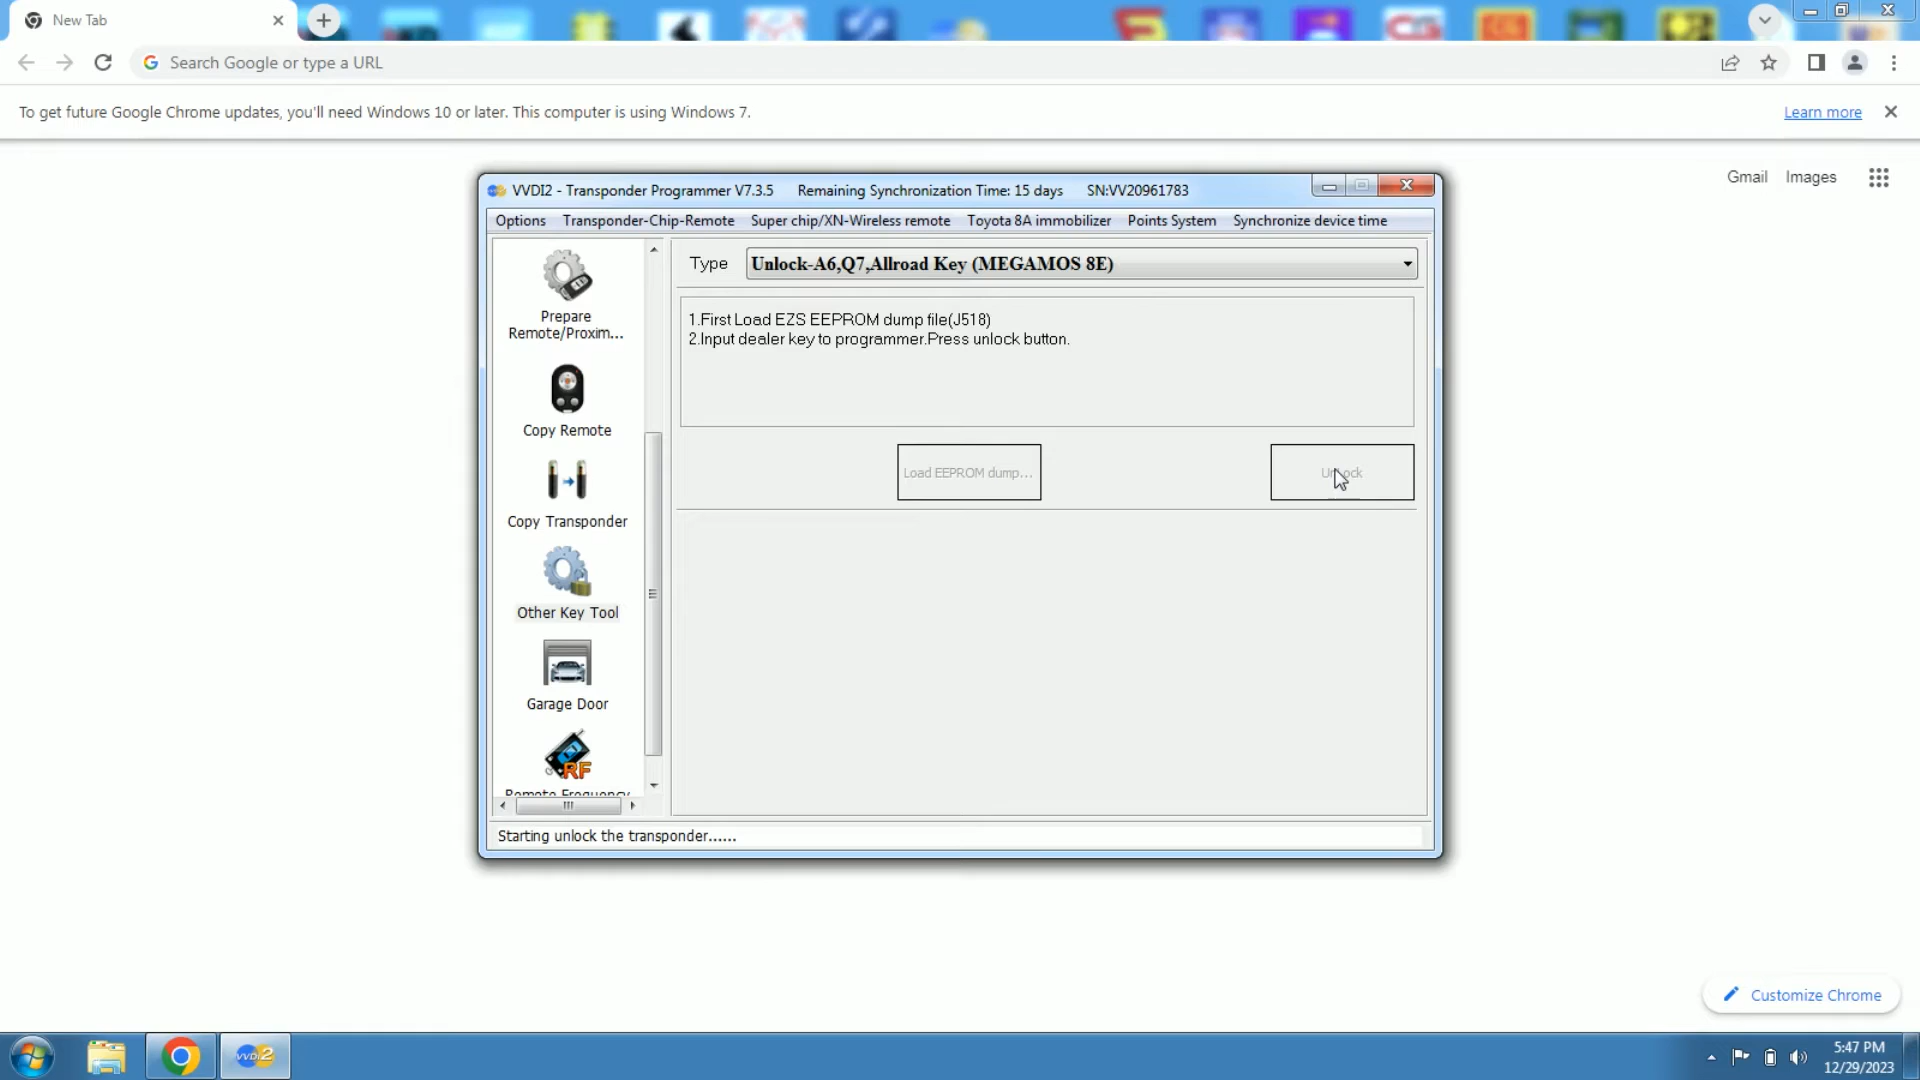 New Tab
Search Google or type a URL
To get future Google Chrome updates, you'll need Windows 10 or later. This computer is using Windows 7.
Learn more
Gmail Images
VVDI2 - Transponder Programmer V7.3.5 Remaining Synchronization Time: 15 days SN:VV20961783
Options Transponder-Chip-Remote Super chip/XN-Wireless remote Toyota 8A immobilizer Points System Synchronize device time
Type Unlock-A6,Q7,Allroad Key (MEGAMOS 8E)
1.First Load EZS EEPROM dump file(J518)
2.Input dealer key to programmer.Press unlock button.
Load EEPROM dump...
Unlock
Prepare
Remote/Proxim...
Copy Remote
Copy Transponder
Other Key Tool
Garage Door
RF
Remote Frequency
Starting unlock the transponder......
Customize Chrome
VVDI2
5:47 PM
12/29/2023